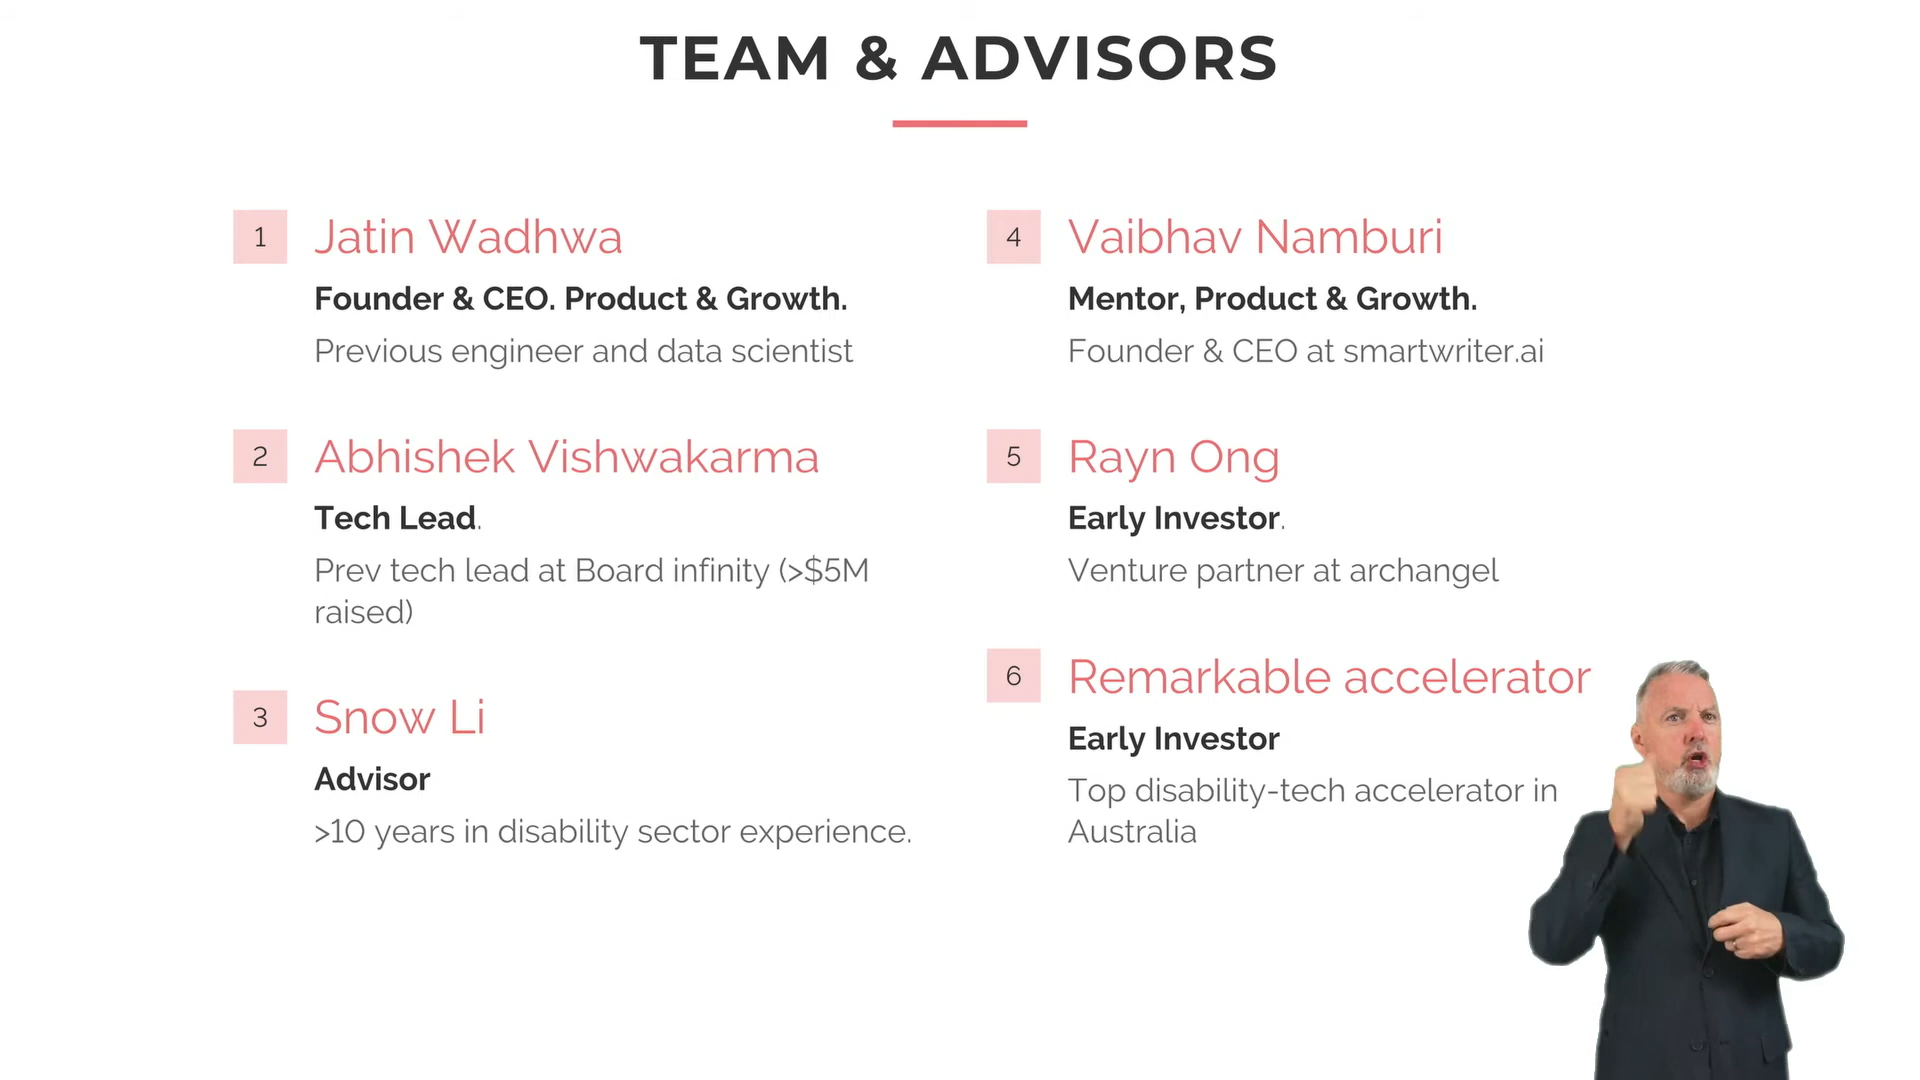 TEAM & ADVISORS
1
Jatin Wadhwa
Founder & CEO. Product & Growth.
Previous engineer and data scientist
2
Abhishek Vishwakarma
Tech Lead.
Prev tech lead at Board infinity (>$5M
raised)
3
Snow Li
Advisor
>10 years in disability sector experience.
4
Vaibhav Namburi
Mentor, Product & Growth.
Founder & CEO at smartwriter.ai
5
Rayn Ong
Early Investor.
Venture partner at archangel
6
Remarkable accelerator
Early Investor
Top disability-tech accelerator in
Australia